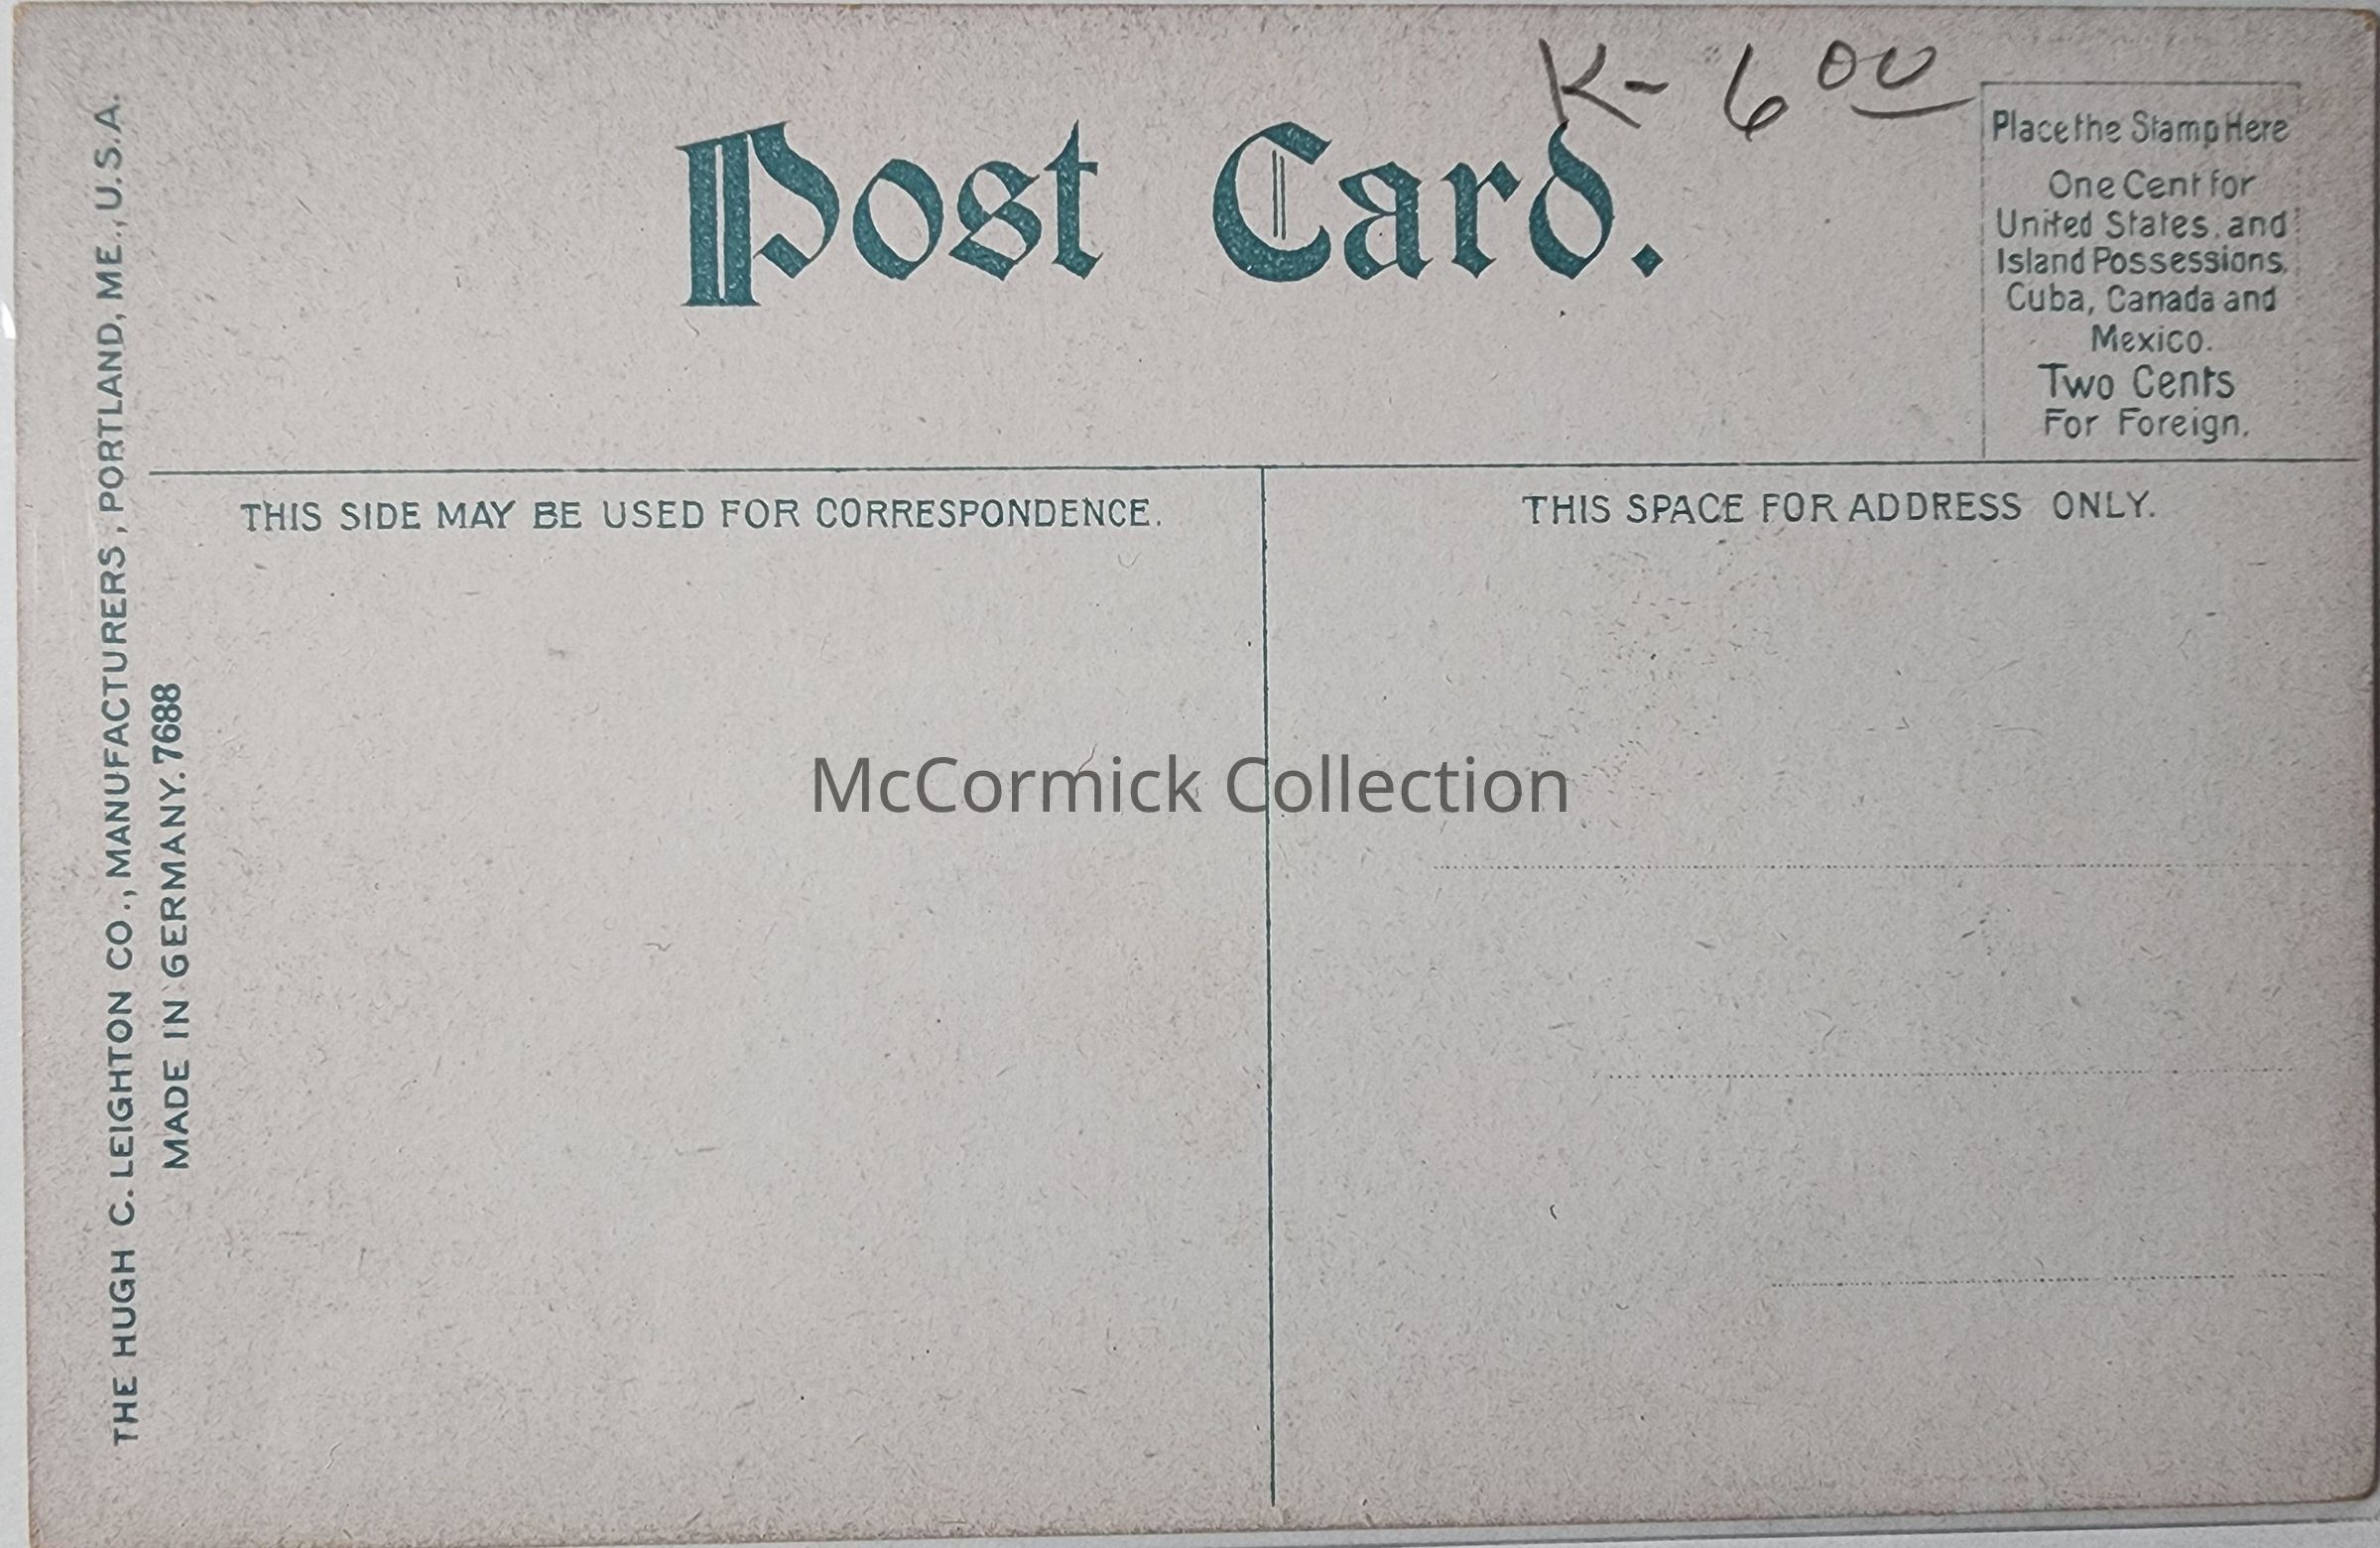 K- 6 00
Post Card.
Place the Stamp Here
One Cent for
United States, and
Island Possessions,
Cuba, Canada and
Mexico.
Two Cents
For Foreign.
THIS SIDE MAY BE USED FOR CORRESPONDENCE.
THIS SPACE FOR ADDRESS ONLY.
THE HUGH C. LEIGHTON CO., MANUFACTURERS, PORTLAND, ME., U.S.A.
MADE IN GERMANY. 7688
McCormick Collection